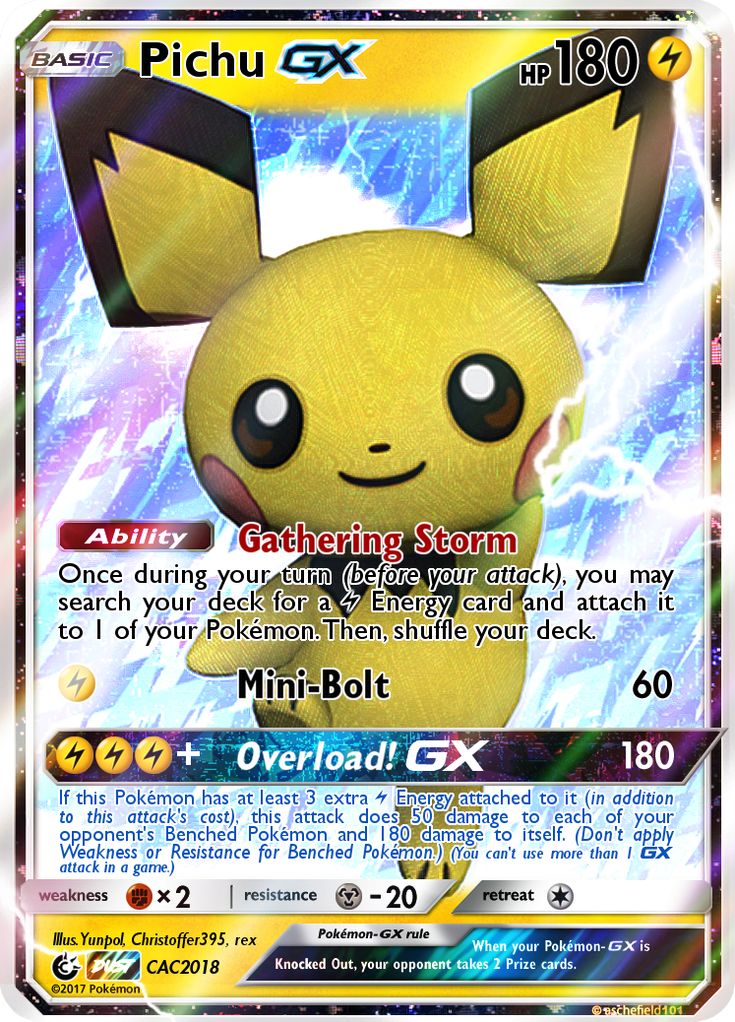 BASIC Pichu GX HP 180
Ability Gathering Storm
Once during your turn (before your attack), you may
search your deck for a Energy card and attach it
to 1 of your Pokémon. Then, shuffle your deck.
Mini-Bolt 60
+ Overload! GX 180
If this Pokémon has at least 3 extra Energy attached to it (in addition
to this attack's cost), this attack does 50 damage to each of your
opponent's Benched Pokémon and 180 damage to itself. (Don't apply
Weakness or Resistance for Benched Pokémon.) (You can't use more than 1 GX
attack in a game.)
weakness ×2 resistance -20 retreat
Illus. Yunpol, Christoffer395, rex
Pokémon-GX rule
When your Pokémon-GX is
Knocked Out, your opponent takes 2 Prize cards.
DUST CAC2018
©2017 Pokémon
© aschefield101